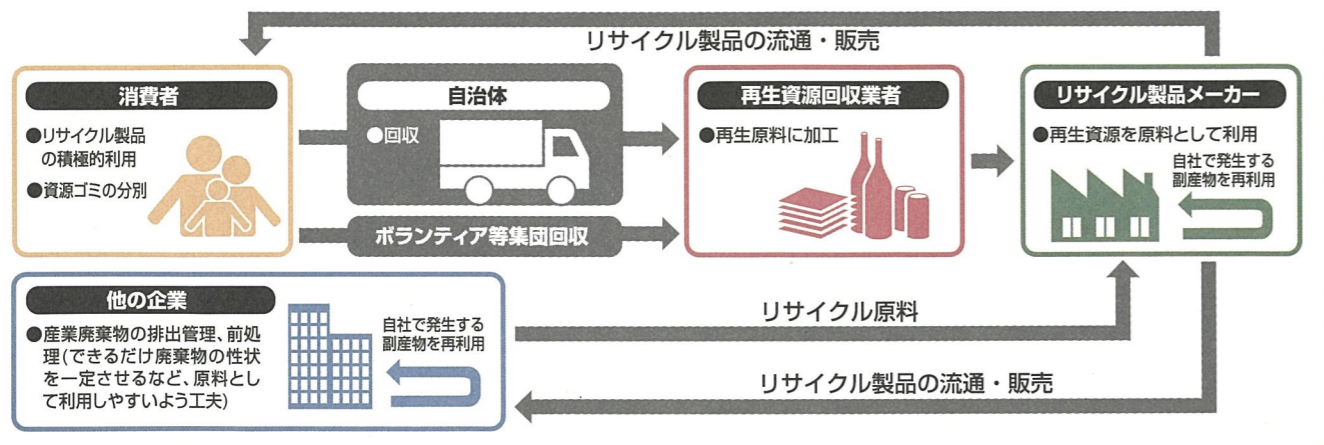 リサイクル製品の流通・販売
消費者
●リサイクル製品
の積極的利用
●資源ゴミの分別
自治体
●回収
ボランティア等集団回収
再生資源回収業者
●再生原料に加工
リサイクル製品メーカー
●再生資源を原料として利用
自社で発生する
副産物を再利用
他の企業
●産業廃棄物の排出管理、前処
理(できるだけ廃棄物の性状
を一定させるなど、原料とし
て利用しやすいよう工夫)
自社で発生する
副産物を再利用
リサイクル原料
リサイクル製品の流通・販売